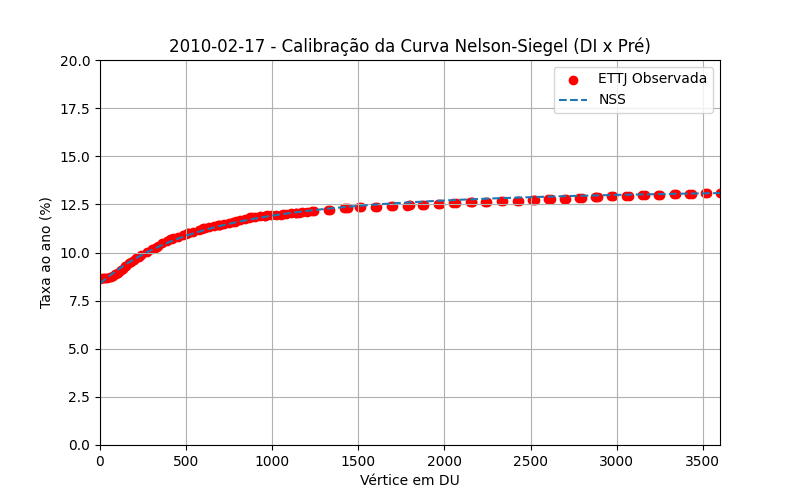 2010-02-17 - Calibração da Curva Nelson-Siegel (DI x Pré)
ETTJ Observada
NSS
Taxa ao ano (%)
20.0
17.5
15.0
12.5
10.0
7.5
5.0
2.5
0.0
0 500 1000 1500 2000 2500 3000 3500
Vértice em DU